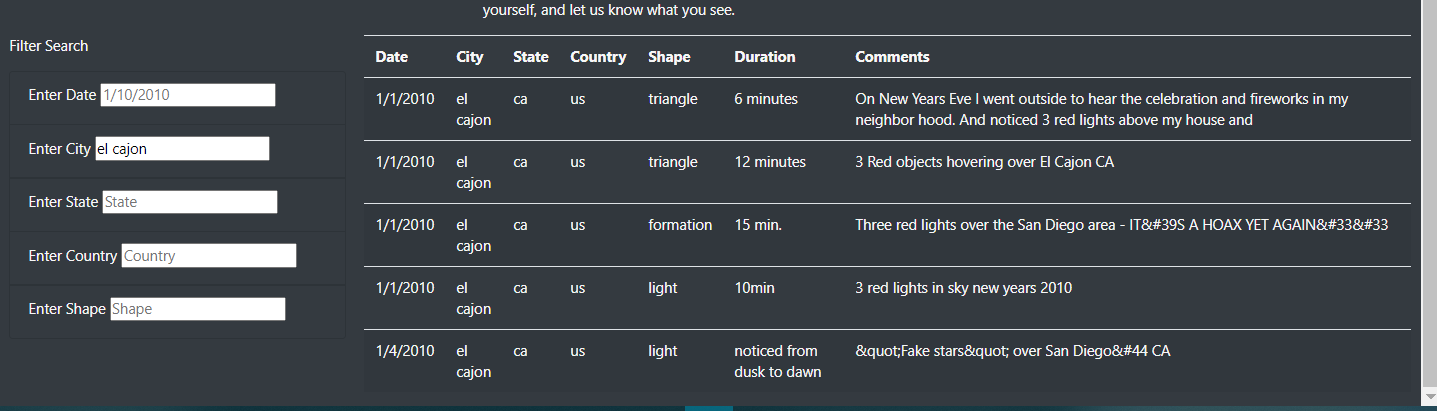 yourself, and let us know what you see.
Filter Search
Enter Date 1/10/2010
Enter City el cajon
Enter State State
Enter Country Country
Enter Shape Shape
Date City State Country Shape Duration Comments
1/1/2010 el cajon ca us triangle 6 minutes On New Years Eve I went outside to hear the celebration and fireworks in my
neighbor hood. And noticed 3 red lights above my house and
1/1/2010 el cajon ca us triangle 12 minutes 3 Red objects hovering over El Cajon CA
1/1/2010 el cajon ca us formation 15 min. Three red lights over the San Diego area - IT&#39S A HOAX YET AGAIN&#33&#33
1/1/2010 el cajon ca us light 10min 3 red lights in sky new years 2010
1/4/2010 el cajon ca us light noticed from dusk to dawn &quot;Fake stars&quot; over San Diego&#44 CA